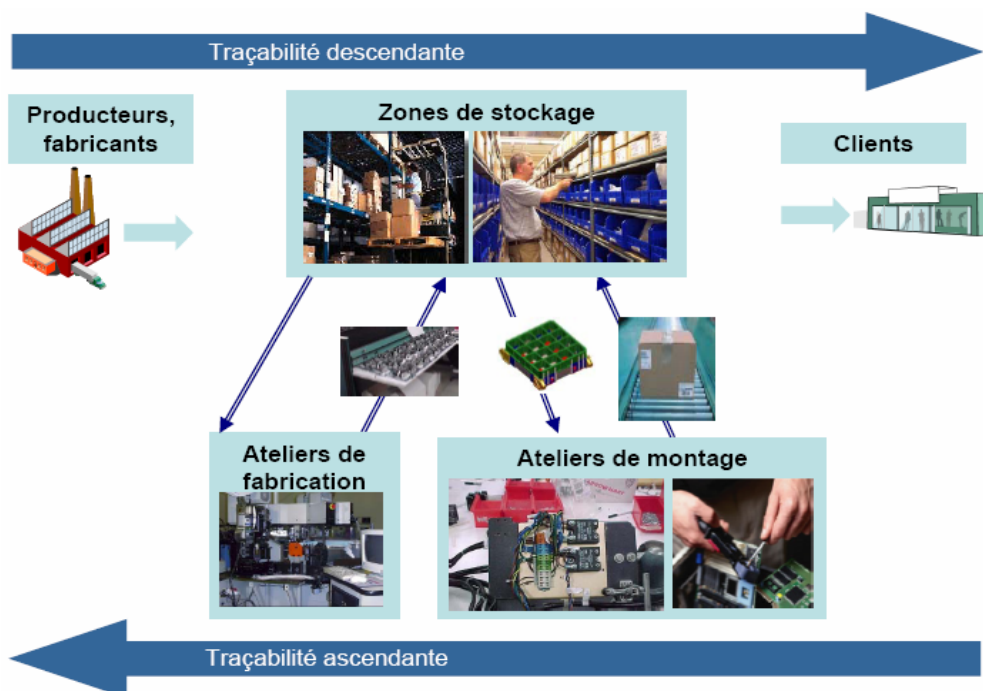 Traçabilité descendante
Producteurs,
fabricants
Zones de stockage
Clients
Ateliers de
fabrication
Ateliers de montage
Traçabilité ascendante